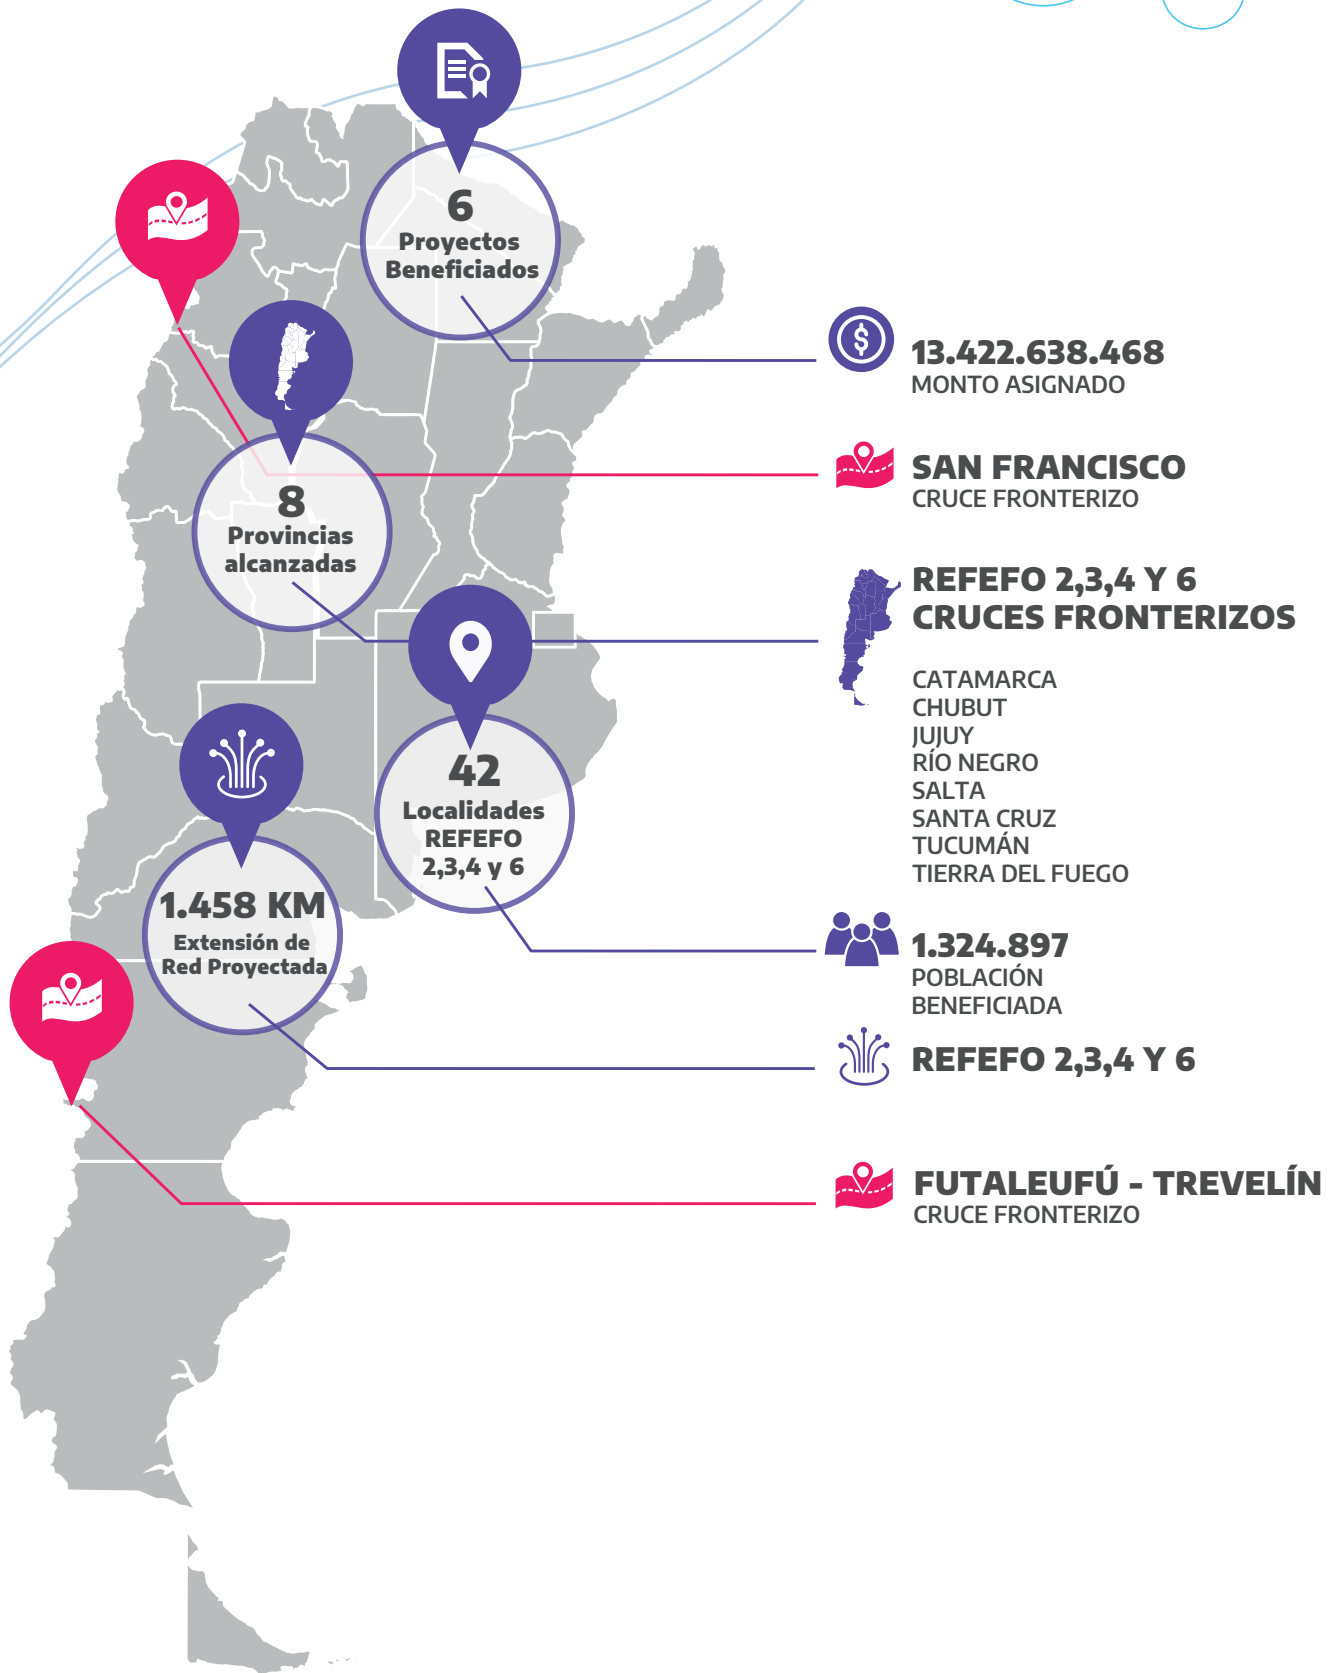 6
Proyectos
Beneficiados
13.422.638.468
MONTO ASIGNADO
SAN FRANCISCO
CRUCE FRONTERIZO
8
Provincias
alcanzadas
REFEFO 2,3,4 Y 6
CRUCES FRONTERIZOS
CATAMARCA
CHUBUT
JUJUY
RÍO NEGRO
SALTA
SANTA CRUZ
TUCUMÁN
TIERRA DEL FUEGO
42
Localidades
REFEFO
2,3,4 y 6
1.324.897
POBLACIÓN
BENEFICIADA
1.458 KM
Extensión de
Red Proyectada
REFEFO 2,3,4 Y 6
FUTALEUFÚ - TREVELÍN
CRUCE FRONTERIZO